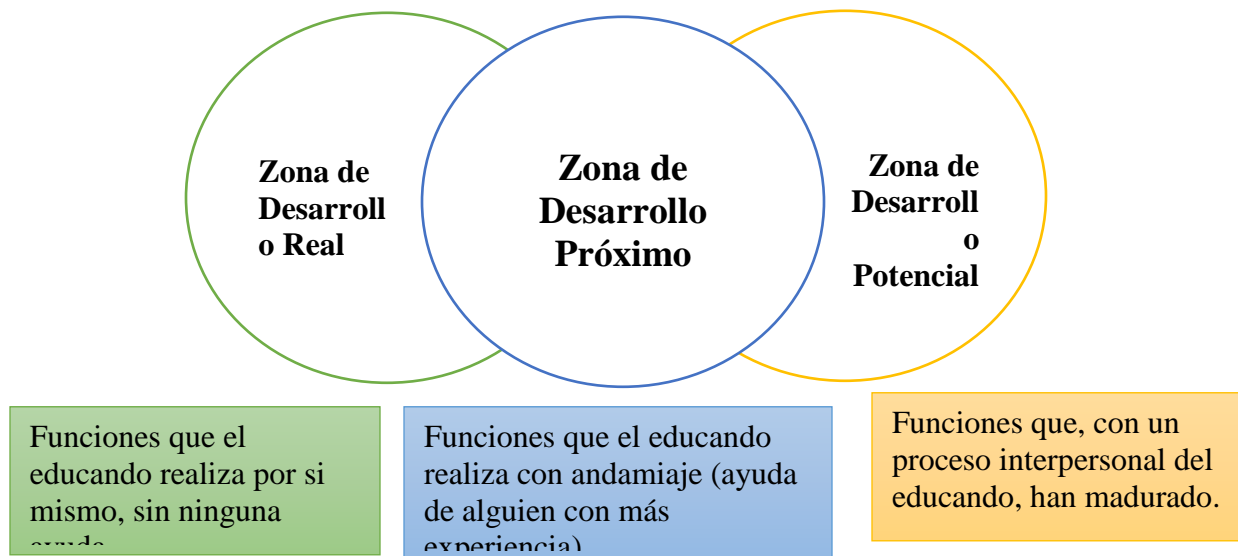 Zona de
Desarroll
o Real
Zona de
Desarrollo
Próximo
Zona de
Desarroll
o
Potencial
Funciones que el
educando realiza por si
mismo, sin ninguna
ayuda
Funciones que el educando
realiza con andamiaje (ayuda
de alguien con más
experiencia)
Funciones que, con un
proceso interpersonal del
educando, han madurado.